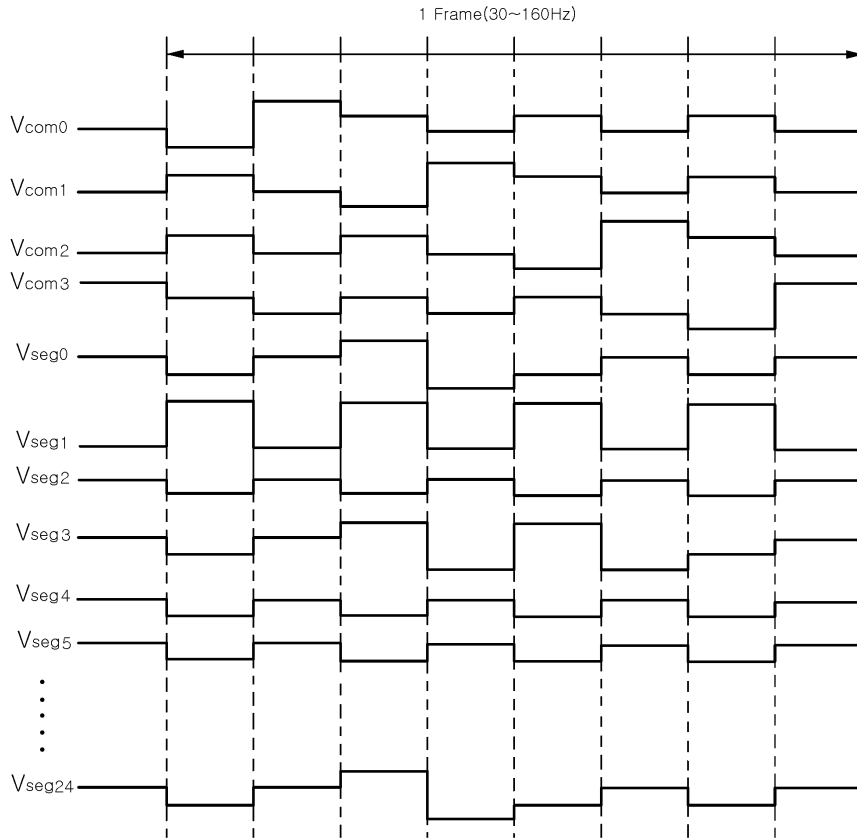 1 Frame(30~160Hz)
Vcom0
Vcom1
Vcom2
Vcom3
Vseg0
Vseg1
Vseg2
Vseg3
Vseg4
Vseg5
Vseg24